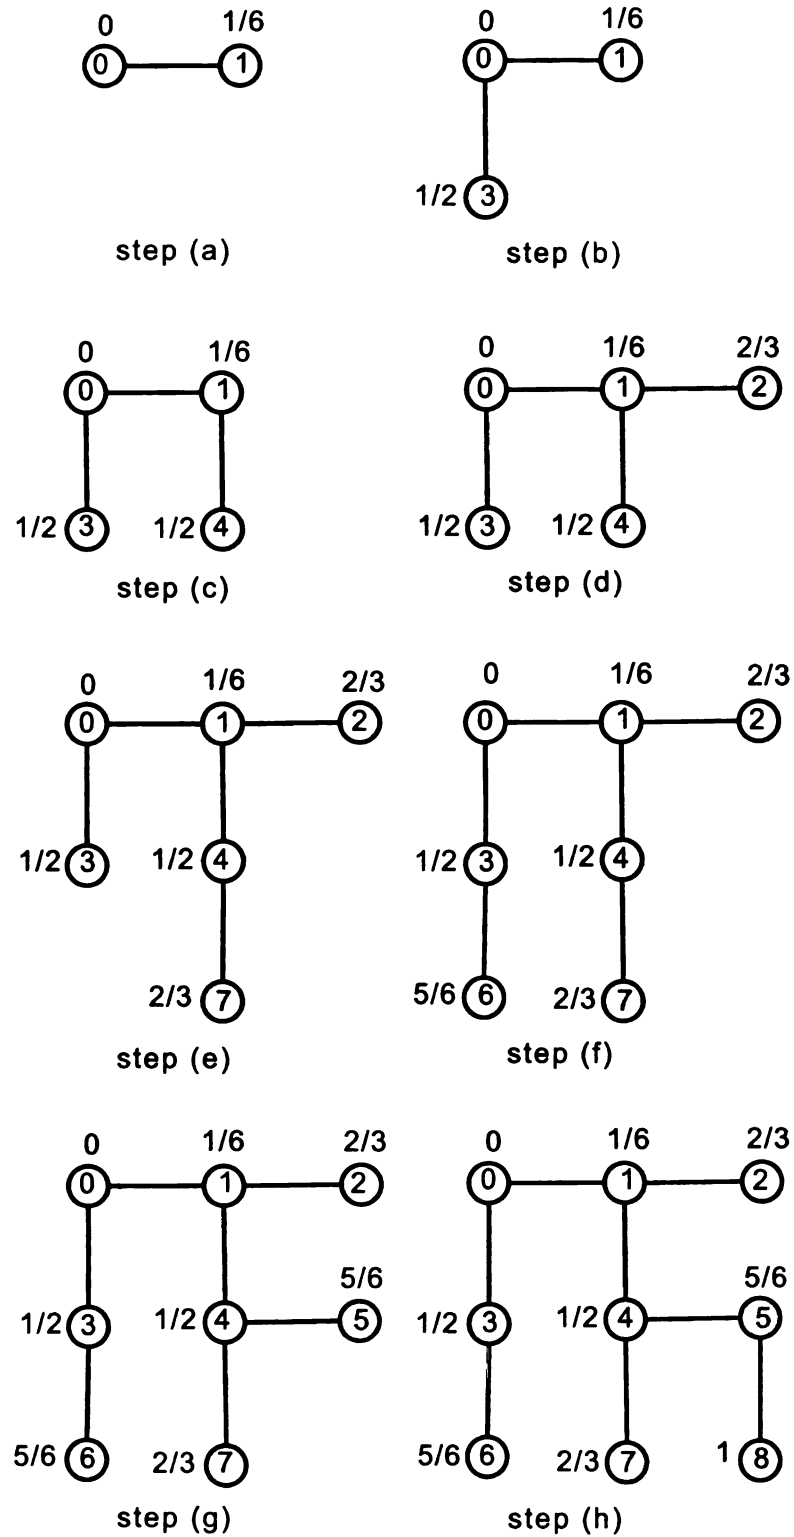 0 1/6 0 1/6
0 1 0 1
1/2 3
step (a) step (b)
0 1/6 0 1/6 2/3
0 1 0 1 2
1/2 3 1/2 4 1/2 3 1/2 4
step (c) step (d)
0 1/6 2/3 0 1/6 2/3
0 1 2 0 1 2
1/2 3 1/2 4 1/2 3 1/2 4
2/3 7 5/6 6 2/3 7
step (e) step (f)
0 1/6 2/3 0 1/6 2/3
0 1 2 0 1 2
5/6 5/6
1/2 3 1/2 4 5 1/2 3 1/2 4 5
5/6 6 2/3 7 5/6 6 2/3 7 1 8
step (g) step (h)